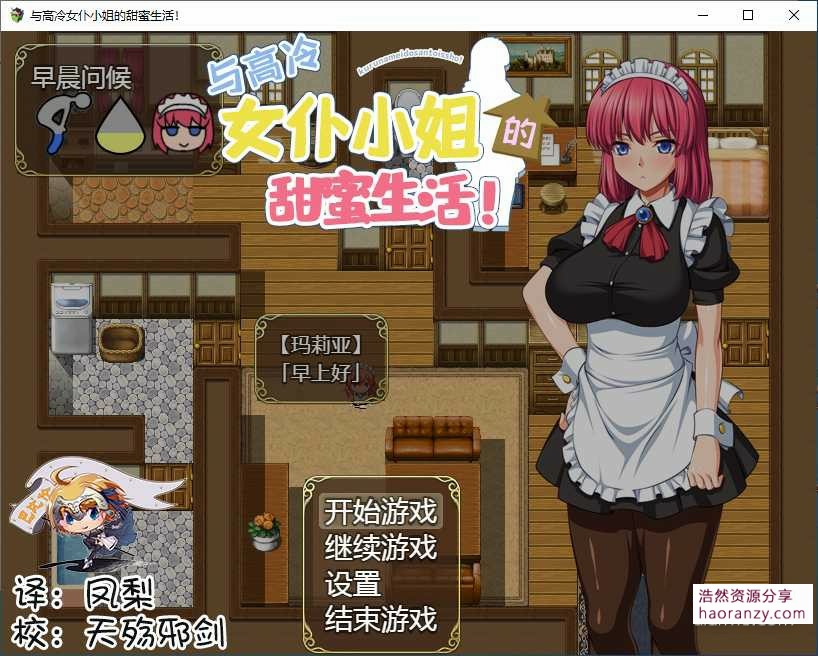 与高冷女仆小姐的甜蜜生活!
早晨问候
与高冷
kurunameidosantoissho!
女仆小姐
的
甜蜜生活!
【玛莉亚】
「早上好」
开始游戏
继续游戏
设置
结束游戏
译：凤梨
校：天殇邪剑
浩然资源分享
haoranzy.com